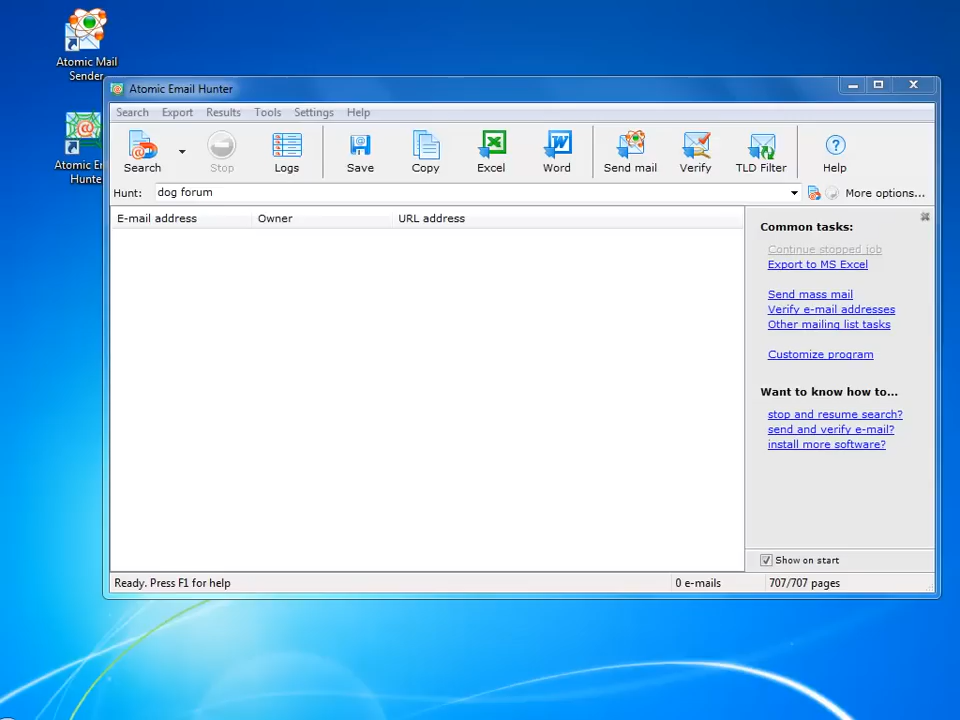 Atomic Mail
Sender
Atomic E
Hunte
Atomic Email Hunter
Search Export Results Tools Settings Help
Search Stop Logs Save Copy Excel Word Send mail Verify TLD Filter Help
Hunt: dog forum More options...
E-mail address Owner URL address
Common tasks:
Continue stopped job
Export to MS Excel
Send mass mail
Verify e-mail addresses
Other mailing list tasks
Customize program
Want to know how to...
stop and resume search?
send and verify e-mail?
install more software?
Show on start
Ready. Press F1 for help 0 e-mails 707/707 pages